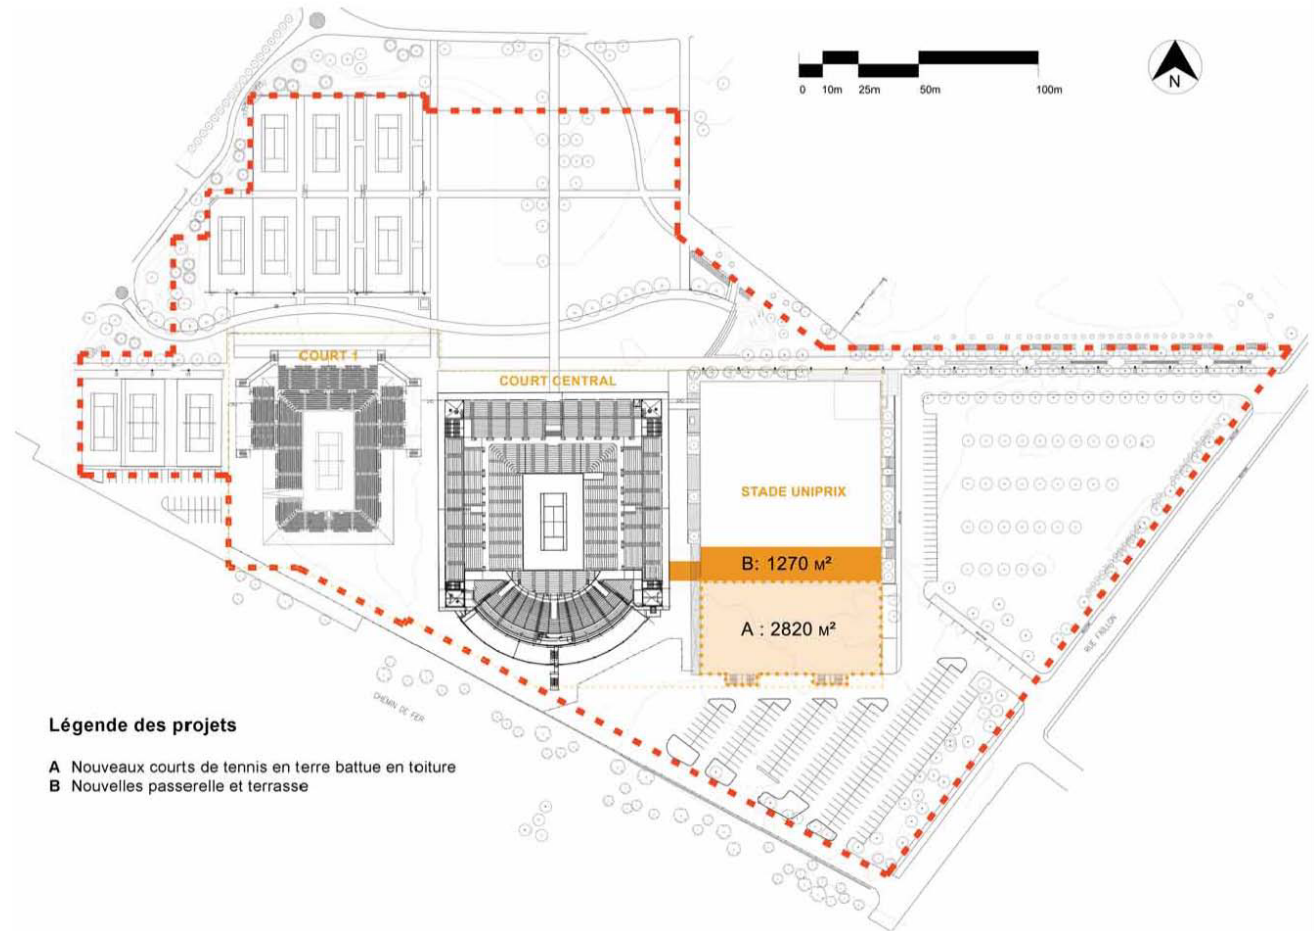 0 10m 25m 50m 100m
N
COURT 1
COURT CENTRAL
STADE UNIPRIX
B: 1270 M²
A : 2820 M²
RUE FAILLON
CHEMIN DE FER
Légende des projets
A Nouveaux courts de tennis en terre battue en toiture
B Nouvelles passerelle et terrasse